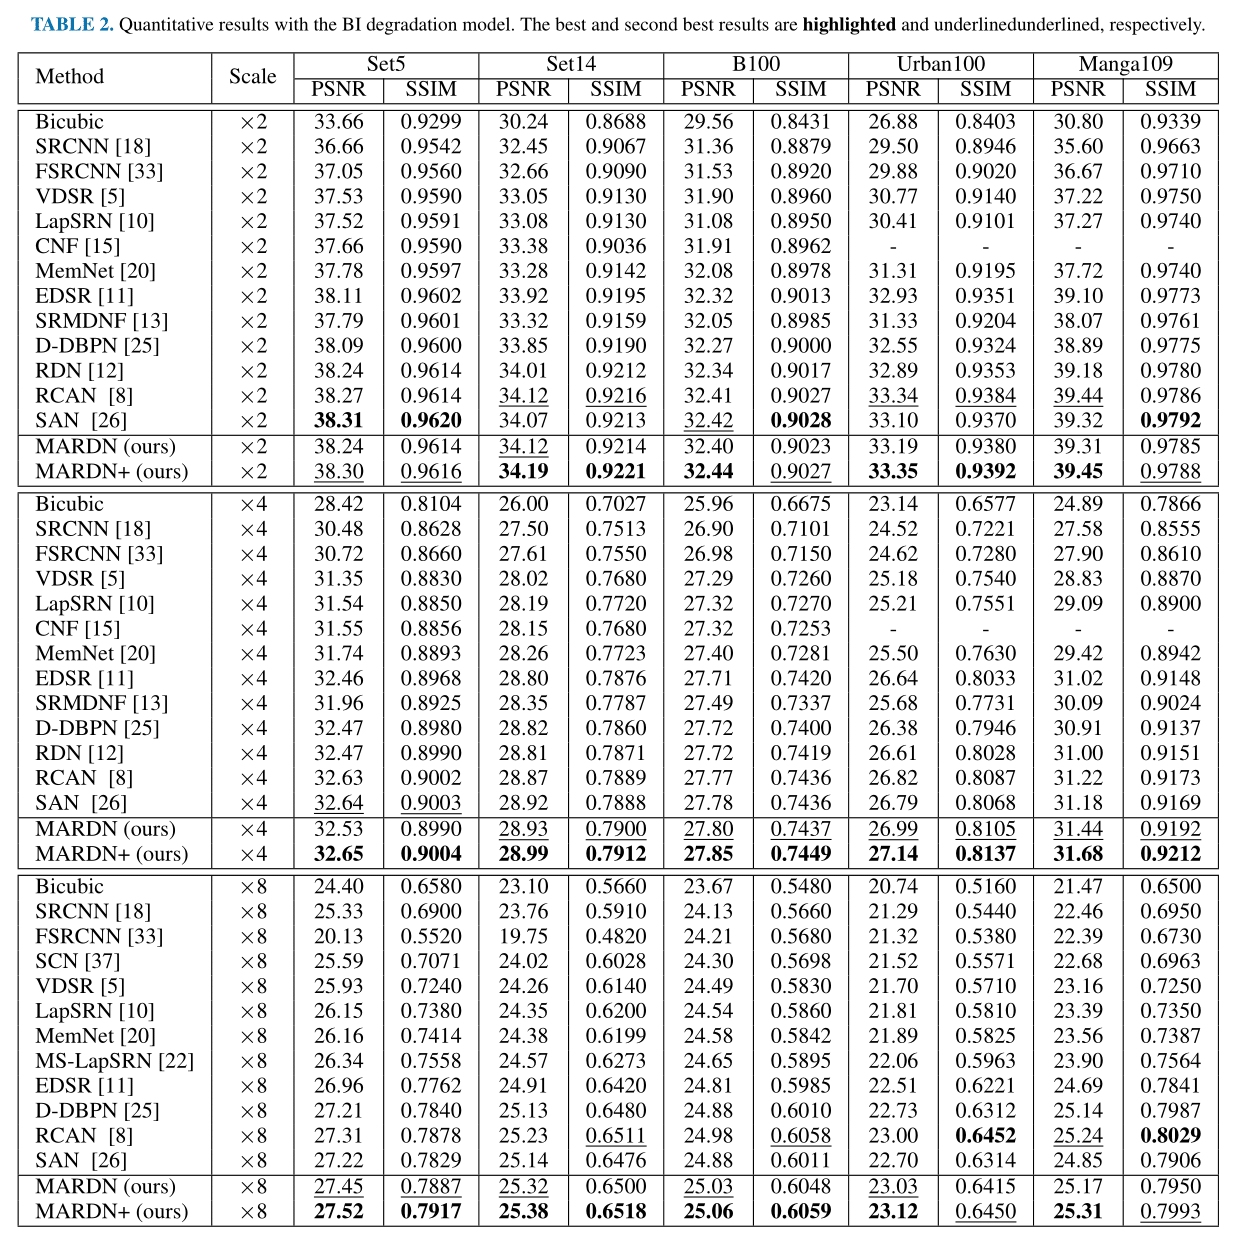 TABLE 2. Quantitative results with the BI degradation model. The best and second best results are highlighted and underlinedunderlined, respectively.
Method Scale Set5 Set14 B100 Urban100 Manga109
PSNR SSIM PSNR SSIM PSNR SSIM PSNR SSIM PSNR SSIM
Bicubic ×2 33.66 0.9299 30.24 0.8688 29.56 0.8431 26.88 0.8403 30.80 0.9339
SRCNN [18] ×2 36.66 0.9542 32.45 0.9067 31.36 0.8879 29.50 0.8946 35.60 0.9663
FSRCNN [33] ×2 37.05 0.9560 32.66 0.9090 31.53 0.8920 29.88 0.9020 36.67 0.9710
VDSR [5] ×2 37.53 0.9590 33.05 0.9130 31.90 0.8960 30.77 0.9140 37.22 0.9750
LapSRN [10] ×2 37.52 0.9591 33.08 0.9130 31.08 0.8950 30.41 0.9101 37.27 0.9740
CNF [15] ×2 37.66 0.9590 33.38 0.9036 31.91 0.8962 - - - -
MemNet [20] ×2 37.78 0.9597 33.28 0.9142 32.08 0.8978 31.31 0.9195 37.72 0.9740
EDSR [11] ×2 38.11 0.9602 33.92 0.9195 32.32 0.9013 32.93 0.9351 39.10 0.9773
SRMDNF [13] ×2 37.79 0.9601 33.32 0.9159 32.05 0.8985 31.33 0.9204 38.07 0.9761
D-DBPN [25] ×2 38.09 0.9600 33.85 0.9190 32.27 0.9000 32.55 0.9324 38.89 0.9775
RDN [12] ×2 38.24 0.9614 34.01 0.9212 32.34 0.9017 32.89 0.9353 39.18 0.9780
RCAN [8] ×2 38.27 0.9614 34.12 0.9216 32.41 0.9027 33.34 0.9384 39.44 0.9786
SAN [26] ×2 38.31 0.9620 34.07 0.9213 32.42 0.9028 33.10 0.9370 39.32 0.9792
MARDN (ours) ×2 38.24 0.9614 34.12 0.9214 32.40 0.9023 33.19 0.9380 39.31 0.9785
MARDN+ (ours) ×2 38.30 0.9616 34.19 0.9221 32.44 0.9027 33.35 0.9392 39.45 0.9788
Bicubic ×4 28.42 0.8104 26.00 0.7027 25.96 0.6675 23.14 0.6577 24.89 0.7866
SRCNN [18] ×4 30.48 0.8628 27.50 0.7513 26.90 0.7101 24.52 0.7221 27.58 0.8555
FSRCNN [33] ×4 30.72 0.8660 27.61 0.7550 26.98 0.7150 24.62 0.7280 27.90 0.8610
VDSR [5] ×4 31.35 0.8830 28.02 0.7680 27.29 0.7260 25.18 0.7540 28.83 0.8870
LapSRN [10] ×4 31.54 0.8850 28.19 0.7720 27.32 0.7270 25.21 0.7551 29.09 0.8900
CNF [15] ×4 31.55 0.8856 28.15 0.7680 27.32 0.7253 - - - -
MemNet [20] ×4 31.74 0.8893 28.26 0.7723 27.40 0.7281 25.50 0.7630 29.42 0.8942
EDSR [11] ×4 32.46 0.8968 28.80 0.7876 27.71 0.7420 26.64 0.8033 31.02 0.9148
SRMDNF [13] ×4 31.96 0.8925 28.35 0.7787 27.49 0.7337 25.68 0.7731 30.09 0.9024
D-DBPN [25] ×4 32.47 0.8980 28.82 0.7860 27.72 0.7400 26.38 0.7946 30.91 0.9137
RDN [12] ×4 32.47 0.8990 28.81 0.7871 27.72 0.7419 26.61 0.8028 31.00 0.9151
RCAN [8] ×4 32.63 0.9002 28.87 0.7889 27.77 0.7436 26.82 0.8087 31.22 0.9173
SAN [26] ×4 32.64 0.9003 28.92 0.7888 27.78 0.7436 26.79 0.8068 31.18 0.9169
MARDN (ours) ×4 32.53 0.8990 28.93 0.7900 27.80 0.7437 26.99 0.8105 31.44 0.9192
MARDN+ (ours) ×4 32.65 0.9004 28.99 0.7912 27.85 0.7449 27.14 0.8137 31.68 0.9212
Bicubic ×8 24.40 0.6580 23.10 0.5660 23.67 0.5480 20.74 0.5160 21.47 0.6500
SRCNN [18] ×8 25.33 0.6900 23.76 0.5910 24.13 0.5660 21.29 0.5440 22.46 0.6950
FSRCNN [33] ×8 20.13 0.5520 19.75 0.4820 24.21 0.5680 21.32 0.5380 22.39 0.6730
SCN [37] ×8 25.59 0.7071 24.02 0.6028 24.30 0.5698 21.52 0.5571 22.68 0.6963
VDSR [5] ×8 25.93 0.7240 24.26 0.6140 24.49 0.5830 21.70 0.5710 23.16 0.7250
LapSRN [10] ×8 26.15 0.7380 24.35 0.6200 24.54 0.5860 21.81 0.5810 23.39 0.7350
MemNet [20] ×8 26.16 0.7414 24.38 0.6199 24.58 0.5842 21.89 0.5825 23.56 0.7387
MS-LapSRN [22] ×8 26.34 0.7558 24.57 0.6273 24.65 0.5895 22.06 0.5963 23.90 0.7564
EDSR [11] ×8 26.96 0.7762 24.91 0.6420 24.81 0.5985 22.51 0.6221 24.69 0.7841
D-DBPN [25] ×8 27.21 0.7840 25.13 0.6480 24.88 0.6010 22.73 0.6312 25.14 0.7987
RCAN [8] ×8 27.31 0.7878 25.23 0.6511 24.98 0.6058 23.00 0.6452 25.24 0.8029
SAN [26] ×8 27.22 0.7829 25.14 0.6476 24.88 0.6011 22.70 0.6314 24.85 0.7906
MARDN (ours) ×8 27.45 0.7887 25.32 0.6500 25.03 0.6048 23.03 0.6415 25.17 0.7950
MARDN+ (ours) ×8 27.52 0.7917 25.38 0.6518 25.06 0.6059 23.12 0.6450 25.31 0.7993